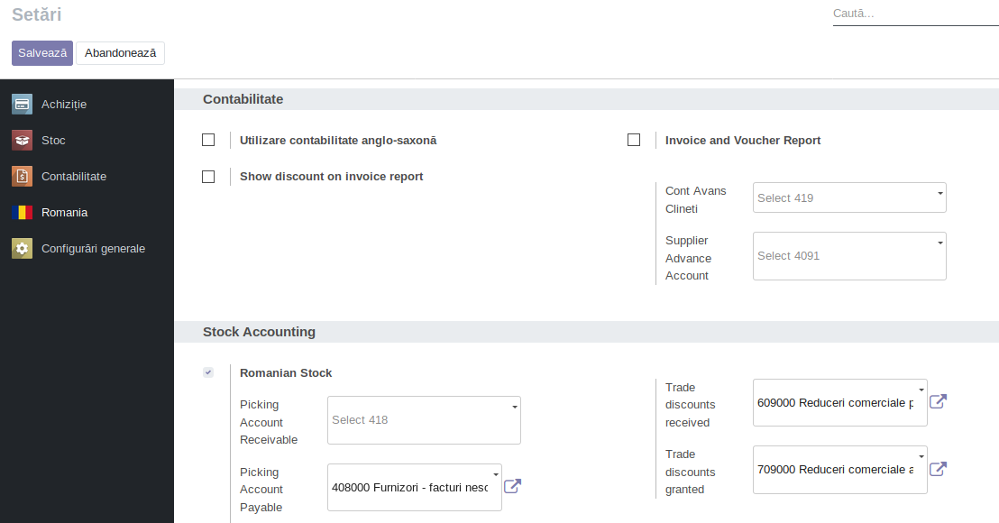 Setări
Caută...
Salvează
Abandonează
Achiziție
Stoc
Contabilitate
Romania
Configurări generale
Contabilitate
Utilizare contabilitate anglo-saxonă
Invoice and Voucher Report
Show discount on invoice report
Cont Avans
Clineti
Select 419
Supplier
Advance
Account
Select 4091
Stock Accounting
Romanian Stock
Picking
Account
Receivable
Select 418
Picking
Account
Payable
408000 Furnizori - facturi neso
Trade
discounts
received
609000 Reduceri comerciale p
Trade
discounts
granted
709000 Reduceri comerciale a